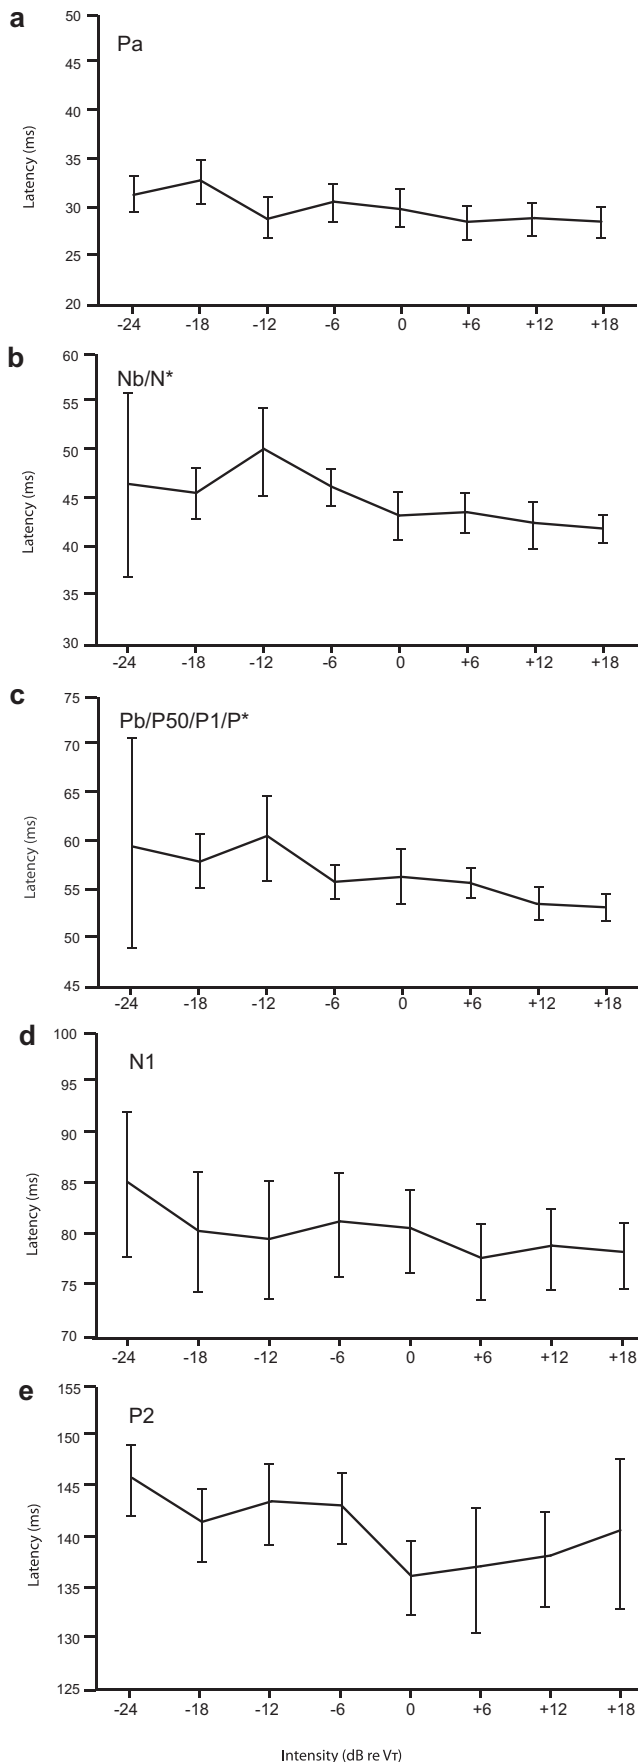 a
Pa
Latency (ms)
50
45
40
35
30
25
20
-24 -18 -12 -6 0 +6 +12 +18
b
Nb/N*
Latency (ms)
60
55
50
45
40
35
30
-24 -18 -12 -6 0 +6 +12 +18
c
Pb/P50/P1/P*
Latency (ms)
75
70
65
60
55
50
45
-24 -18 -12 -6 0 +6 +12 +18
d
N1
Latency (ms)
100
95
90
85
80
75
70
-24 -18 -12 -6 0 +6 +12 +18
e
P2
Latency (ms)
155
150
145
140
135
130
125
-24 -18 -12 -6 0 +6 +12 +18
Intensity (dB re VT)